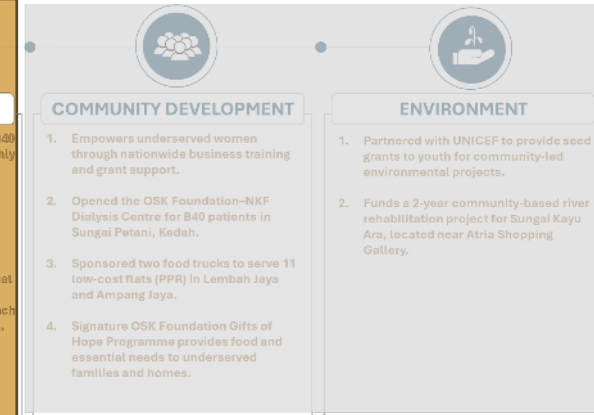 COMMUNITY DEVELOPMENT
1. Empowers underserved women
through nationwide business training
and grant support.
2. Opened the OSK Foundation–NKF
Dialysis Centre for B40 patients in
Sungai Petani, Kedah.
3. Sponsored two food trucks to serve 11
low-cost flats (PPR) in Lembah Jaya
and Ampang Jaya.
4. Signature OSK Foundation Gifts of
Hope Programme provides food and
essential needs to underserved
families and homes.
ENVIRONMENT
1. Partnered with UNICEF to provide seed
grants to youth for community-led
environmental projects.
2. Funds a 2-year community-based river
rehabilitation project for Sungai Kayu
Ara, located near Atria Shopping
Gallery.